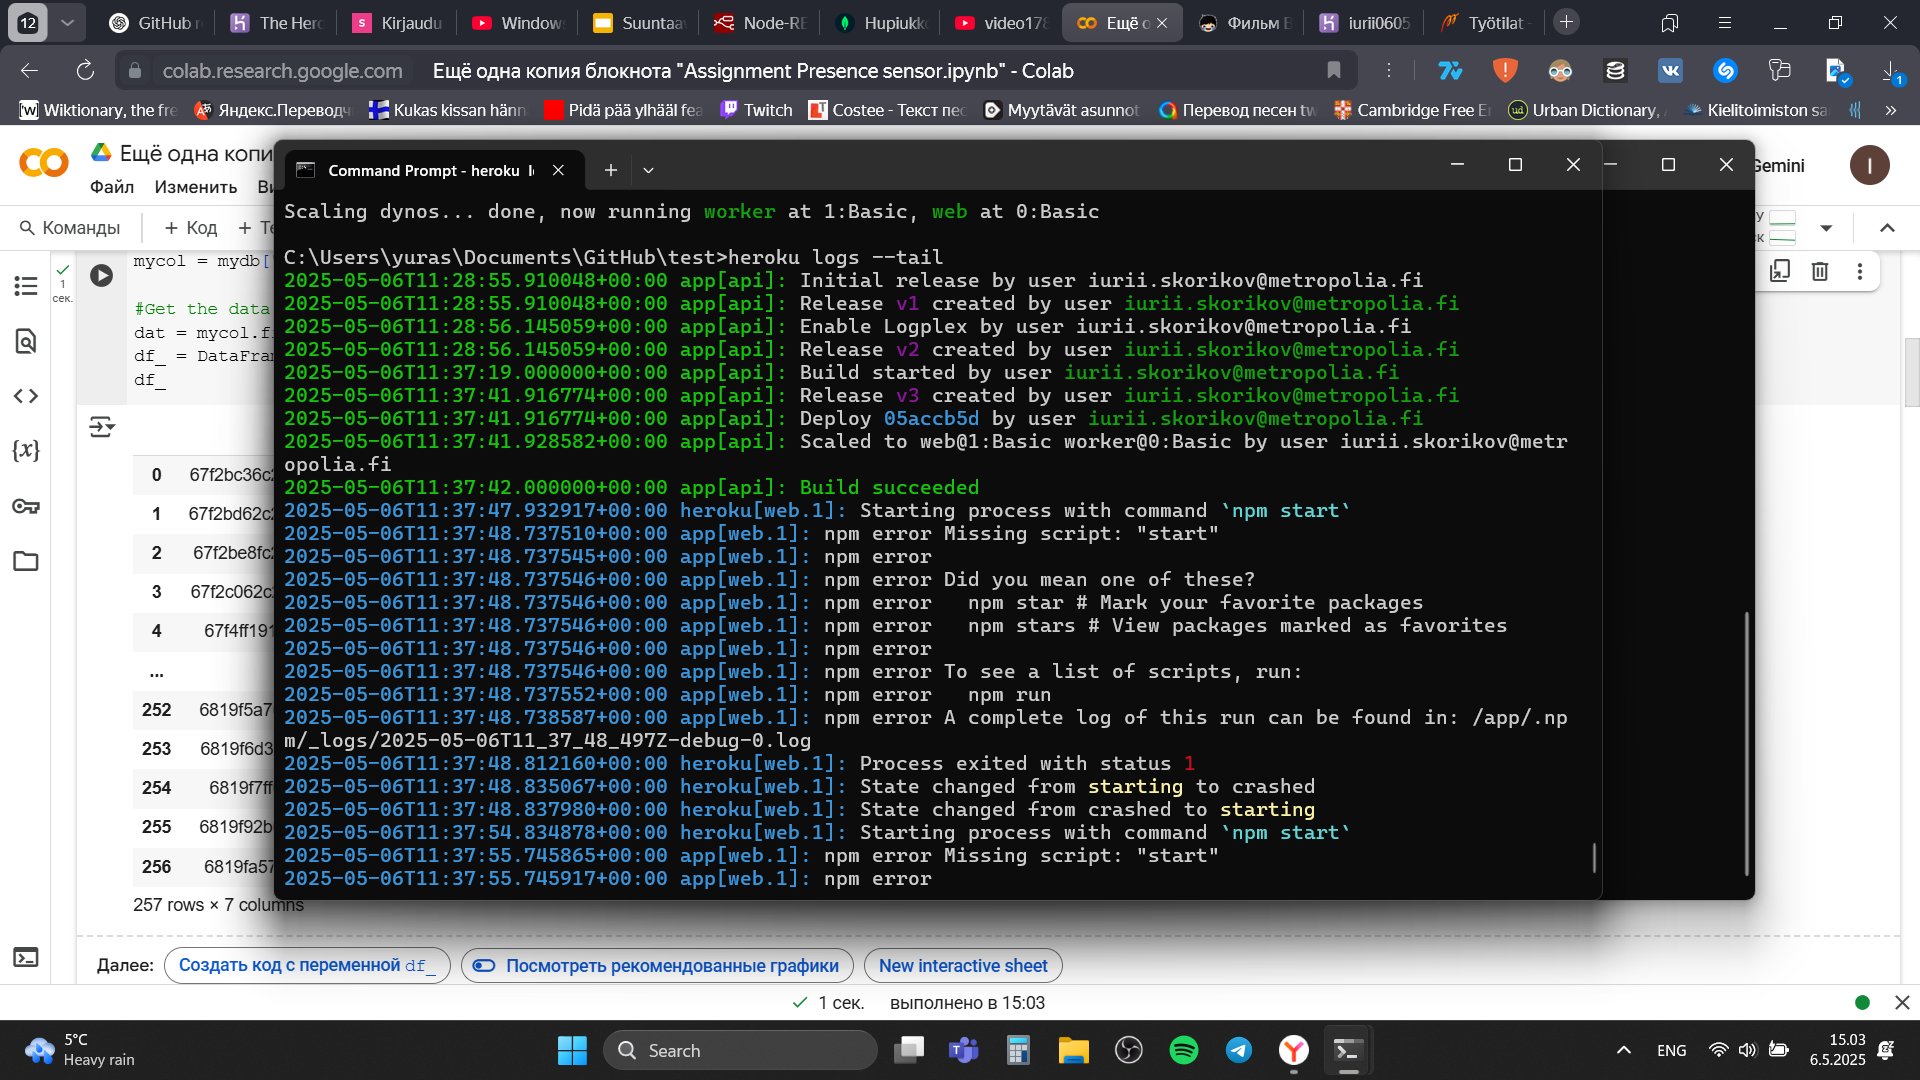 12
GitHub r
The Hero
Kirjaudu
Window
Suuntaa
Node-RE
Hupiukk
video178
Ещё о
Фильм В
iurii0605
Työtilat
colab.research.google.com
Ещё одна копия блокнота "Assignment Presence sensor.ipynb" - Colab
1
Wiktionary, the fre
Яндекс.Переводч
Kukas kissan hänn
Pidä pää ylhääl fea
Twitch
Costee - Текст пес
Myytävät asunnot
Перевод песен tw
Cambridge Free E
Urban Dictionary,
Kielitoimiston sa
Ещё одна копи
Файл
Изменить
Ви
Gemini
I
Команды
+ Код
+ Те
1
сек.
mycol = mydb[
#Get the data
dat = mycol.f
df_ = DataFram
df_
0 67f2bc36c2
1 67f2bd62c2
2 67f2be8fc2
3 67f2c062c2
4 67f4ff191
...
252 6819f5a7
253 6819f6d3
254 6819f7ff
255 6819f92b
256 6819fa57
257 rows × 7 columns
Command Prompt - heroku
Scaling dynos... done, now running worker at 1:Basic, web at 0:Basic
C:\Users\yuras\Documents\GitHub\test>heroku logs --tail
2025-05-06T11:28:55.910048+00:00 app[api]: Initial release by user iurii.skorikov@metropolia.fi
2025-05-06T11:28:55.910048+00:00 app[api]: Release v1 created by user iurii.skorikov@metropolia.fi
2025-05-06T11:28:56.145059+00:00 app[api]: Enable Logplex by user iurii.skorikov@metropolia.fi
2025-05-06T11:28:56.145059+00:00 app[api]: Release v2 created by user iurii.skorikov@metropolia.fi
2025-05-06T11:37:19.000000+00:00 app[api]: Build started by user iurii.skorikov@metropolia.fi
2025-05-06T11:37:41.916774+00:00 app[api]: Release v3 created by user iurii.skorikov@metropolia.fi
2025-05-06T11:37:41.916774+00:00 app[api]: Deploy 05accb5d by user iurii.skorikov@metropolia.fi
2025-05-06T11:37:41.928582+00:00 app[api]: Scaled to web@1:Basic worker@0:Basic by user iurii.skorikov@metr
opolia.fi
2025-05-06T11:37:42.000000+00:00 app[api]: Build succeeded
2025-05-06T11:37:47.932917+00:00 heroku[web.1]: Starting process with command `npm start`
2025-05-06T11:37:48.737510+00:00 app[web.1]: npm error Missing script: "start"
2025-05-06T11:37:48.737545+00:00 app[web.1]: npm error
2025-05-06T11:37:48.737546+00:00 app[web.1]: npm error Did you mean one of these?
2025-05-06T11:37:48.737546+00:00 app[web.1]: npm error   npm star # Mark your favorite packages
2025-05-06T11:37:48.737546+00:00 app[web.1]: npm error   npm stars # View packages marked as favorites
2025-05-06T11:37:48.737546+00:00 app[web.1]: npm error
2025-05-06T11:37:48.737546+00:00 app[web.1]: npm error To see a list of scripts, run:
2025-05-06T11:37:48.737552+00:00 app[web.1]: npm error   npm run
2025-05-06T11:37:48.738587+00:00 app[web.1]: npm error A complete log of this run can be found in: /app/.np
m/_logs/2025-05-06T11_37_48_497Z-debug-0.log
2025-05-06T11:37:48.812160+00:00 heroku[web.1]: Process exited with status 1
2025-05-06T11:37:48.835067+00:00 heroku[web.1]: State changed from starting to crashed
2025-05-06T11:37:48.837980+00:00 heroku[web.1]: State changed from crashed to starting
2025-05-06T11:37:54.834878+00:00 heroku[web.1]: Starting process with command `npm start`
2025-05-06T11:37:55.745865+00:00 app[web.1]: npm error Missing script: "start"
2025-05-06T11:37:55.745917+00:00 app[web.1]: npm error
Далее:
Создать код с переменной df_
Посмотреть рекомендованные графики
New interactive sheet
1 сек. выполнено в 15:03
5°C
Heavy rain
Search
ENG
15.03
6.5.2025